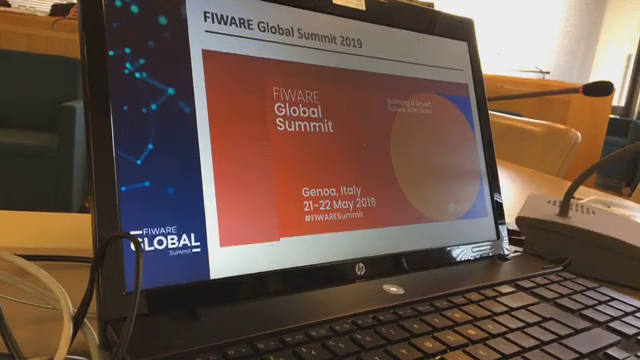 FIWARE Global Summit 2019
FIWARE
Global
Summit
Building a Smart
Future with Data
Genoa, Italy
21-22 May 2019
#FIWARESummit
FIWARE
GLOBAL
Summit
hp